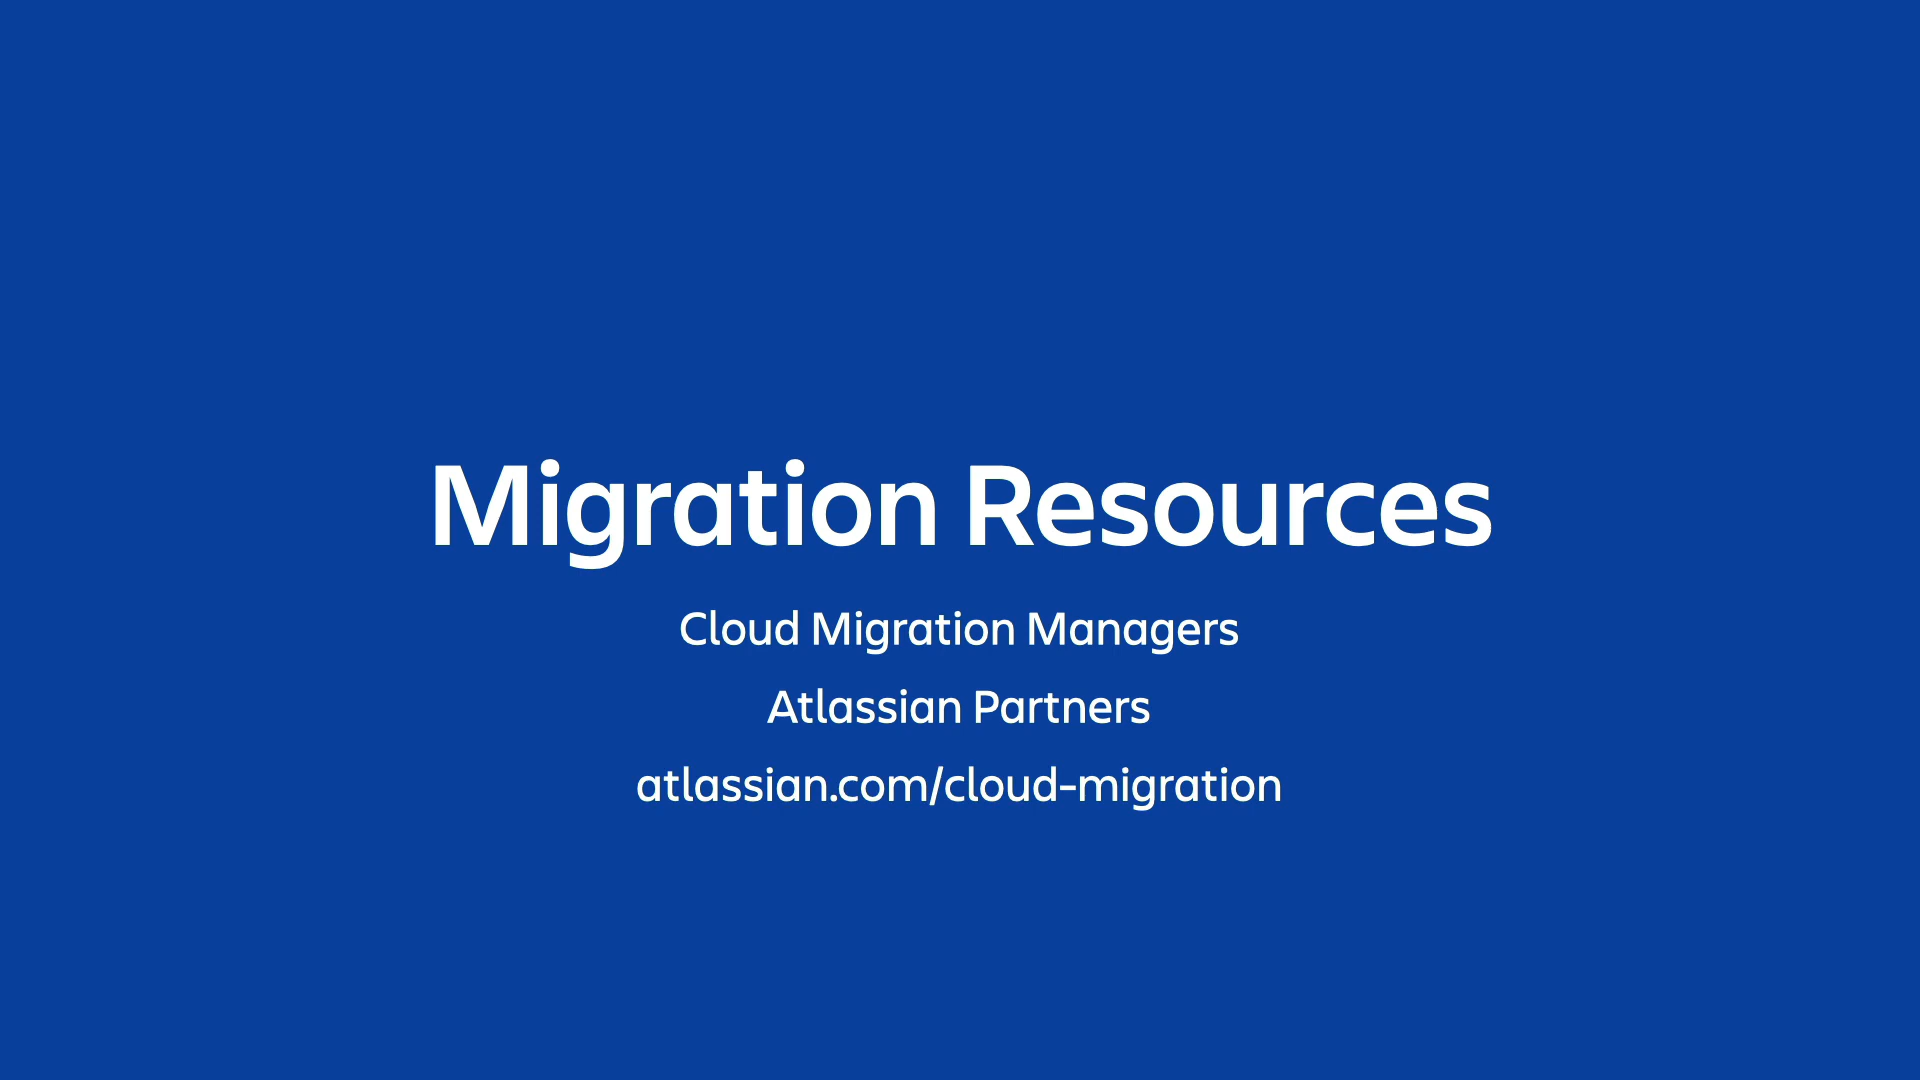 Migration Resources
Cloud Migration Managers
Atlassian Partners
atlassian.com/cloud-migration